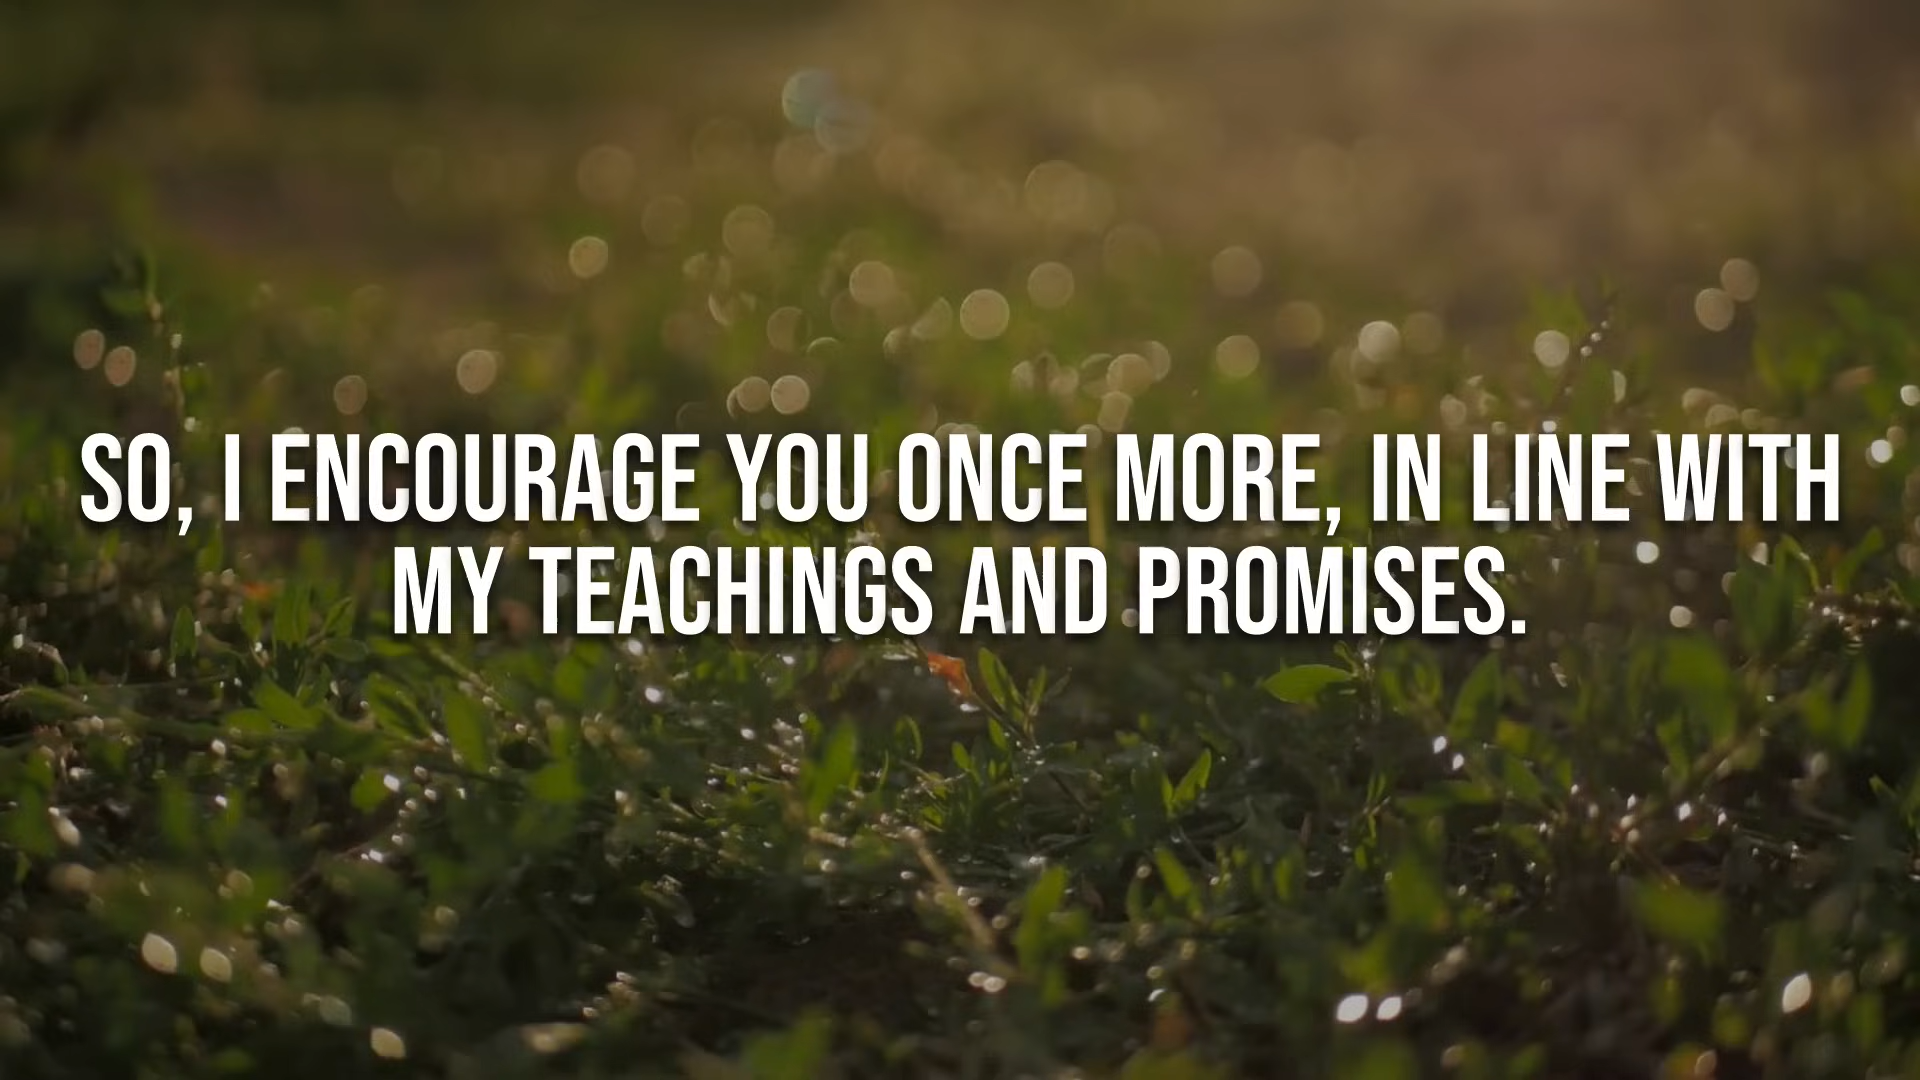 SO, I ENCOURAGE YOU ONCE MORE, IN LINE WITH
MY TEACHINGS AND PROMISES.